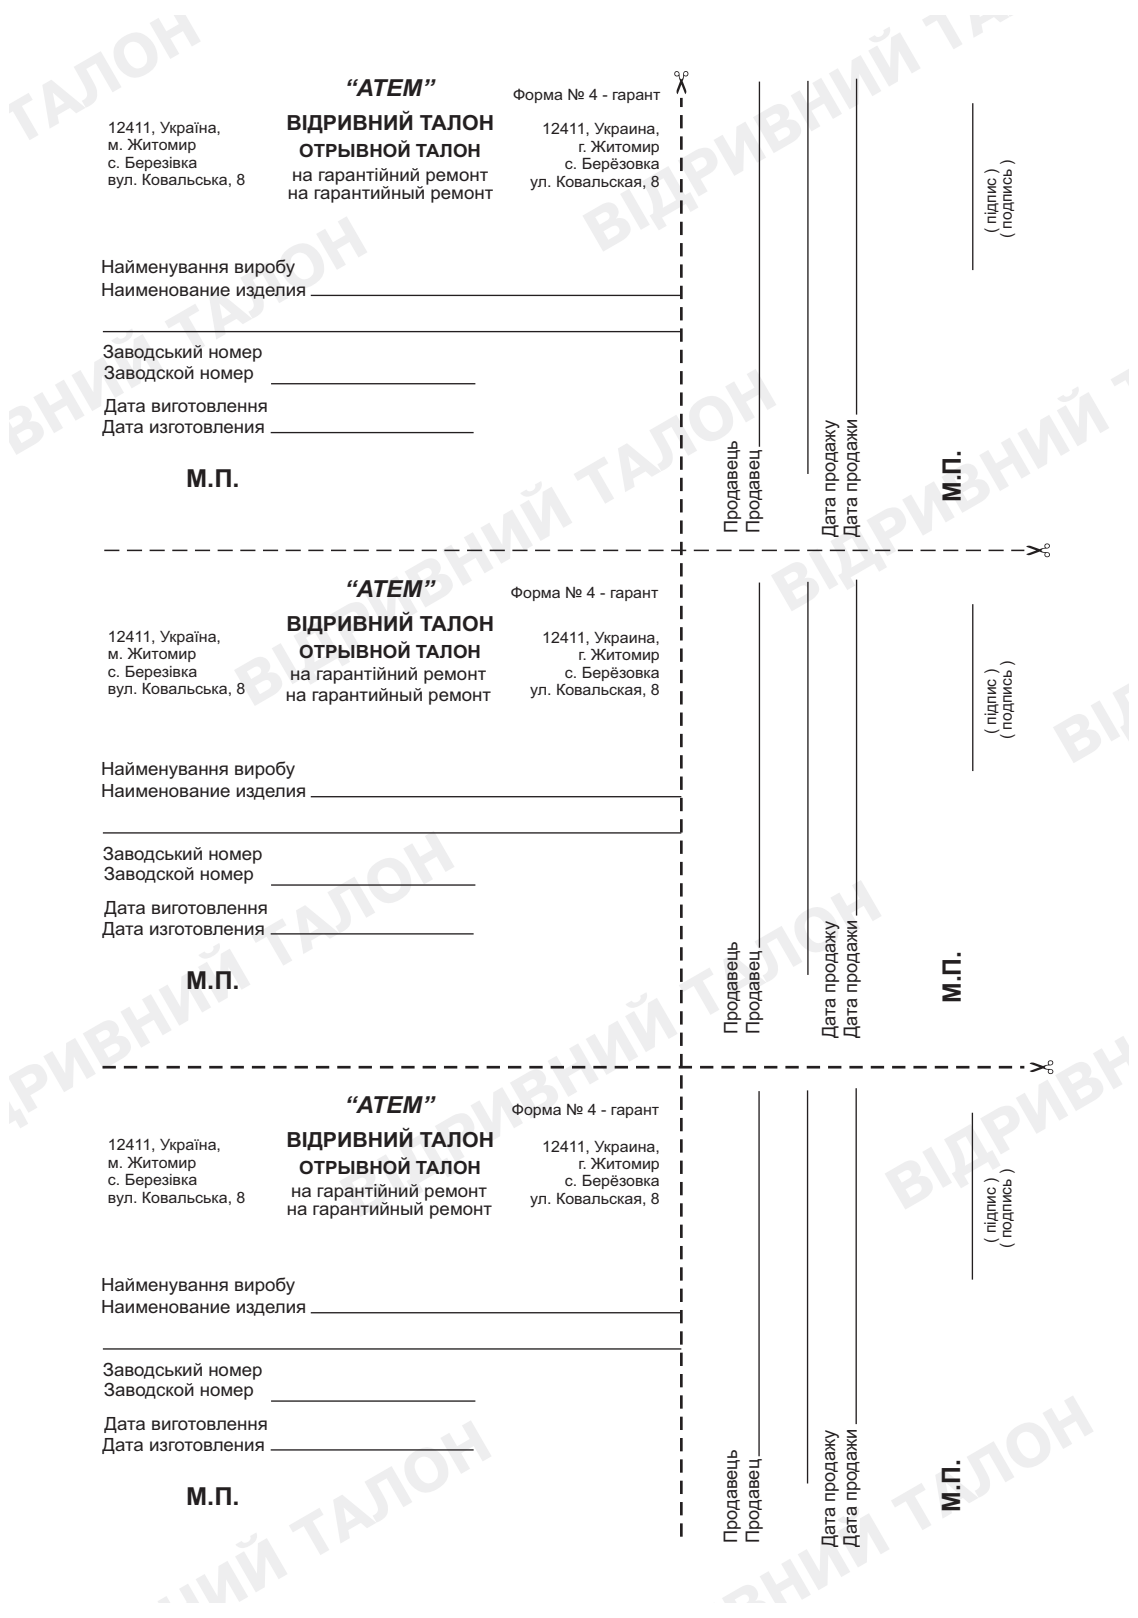 “АТЕМ”
Форма № 4 - гарант
12411, Україна,
м. Житомир
с. Березівка
вул. Ковальська, 8
ВІДРИВНИЙ ТАЛОН
ОТРЫВНОЙ ТАЛОН
на гарантійний ремонт
на гарантийный ремонт
12411, Украина,
г. Житомир
с. Берёзовка
ул. Ковальская, 8
Найменування виробу
Наименование изделия
Заводський номер
Заводской номер
Дата виготовлення
Дата изготовления
М.П.
Продавець
Продавец
Дата продажу
Дата продажи
М.П.
( підпис )
( подпись )
“АТЕМ”
Форма № 4 - гарант
12411, Україна,
м. Житомир
с. Березівка
вул. Ковальська, 8
ВІДРИВНИЙ ТАЛОН
ОТРЫВНОЙ ТАЛОН
на гарантійний ремонт
на гарантийный ремонт
12411, Украина,
г. Житомир
с. Берёзовка
ул. Ковальская, 8
Найменування виробу
Наименование изделия
Заводський номер
Заводской номер
Дата виготовлення
Дата изготовления
М.П.
Продавець
Продавец
Дата продажу
Дата продажи
М.П.
( підпис )
( подпись )
“АТЕМ”
Форма № 4 - гарант
12411, Україна,
м. Житомир
с. Березівка
вул. Ковальська, 8
ВІДРИВНИЙ ТАЛОН
ОТРЫВНОЙ ТАЛОН
на гарантійний ремонт
на гарантийный ремонт
12411, Украина,
г. Житомир
с. Берёзовка
ул. Ковальская, 8
Найменування виробу
Наименование изделия
Заводський номер
Заводской номер
Дата виготовлення
Дата изготовления
М.П.
Продавець
Продавец
Дата продажу
Дата продажи
М.П.
( підпис )
( подпись )
ВІДРИВНИЙ ТАЛОН